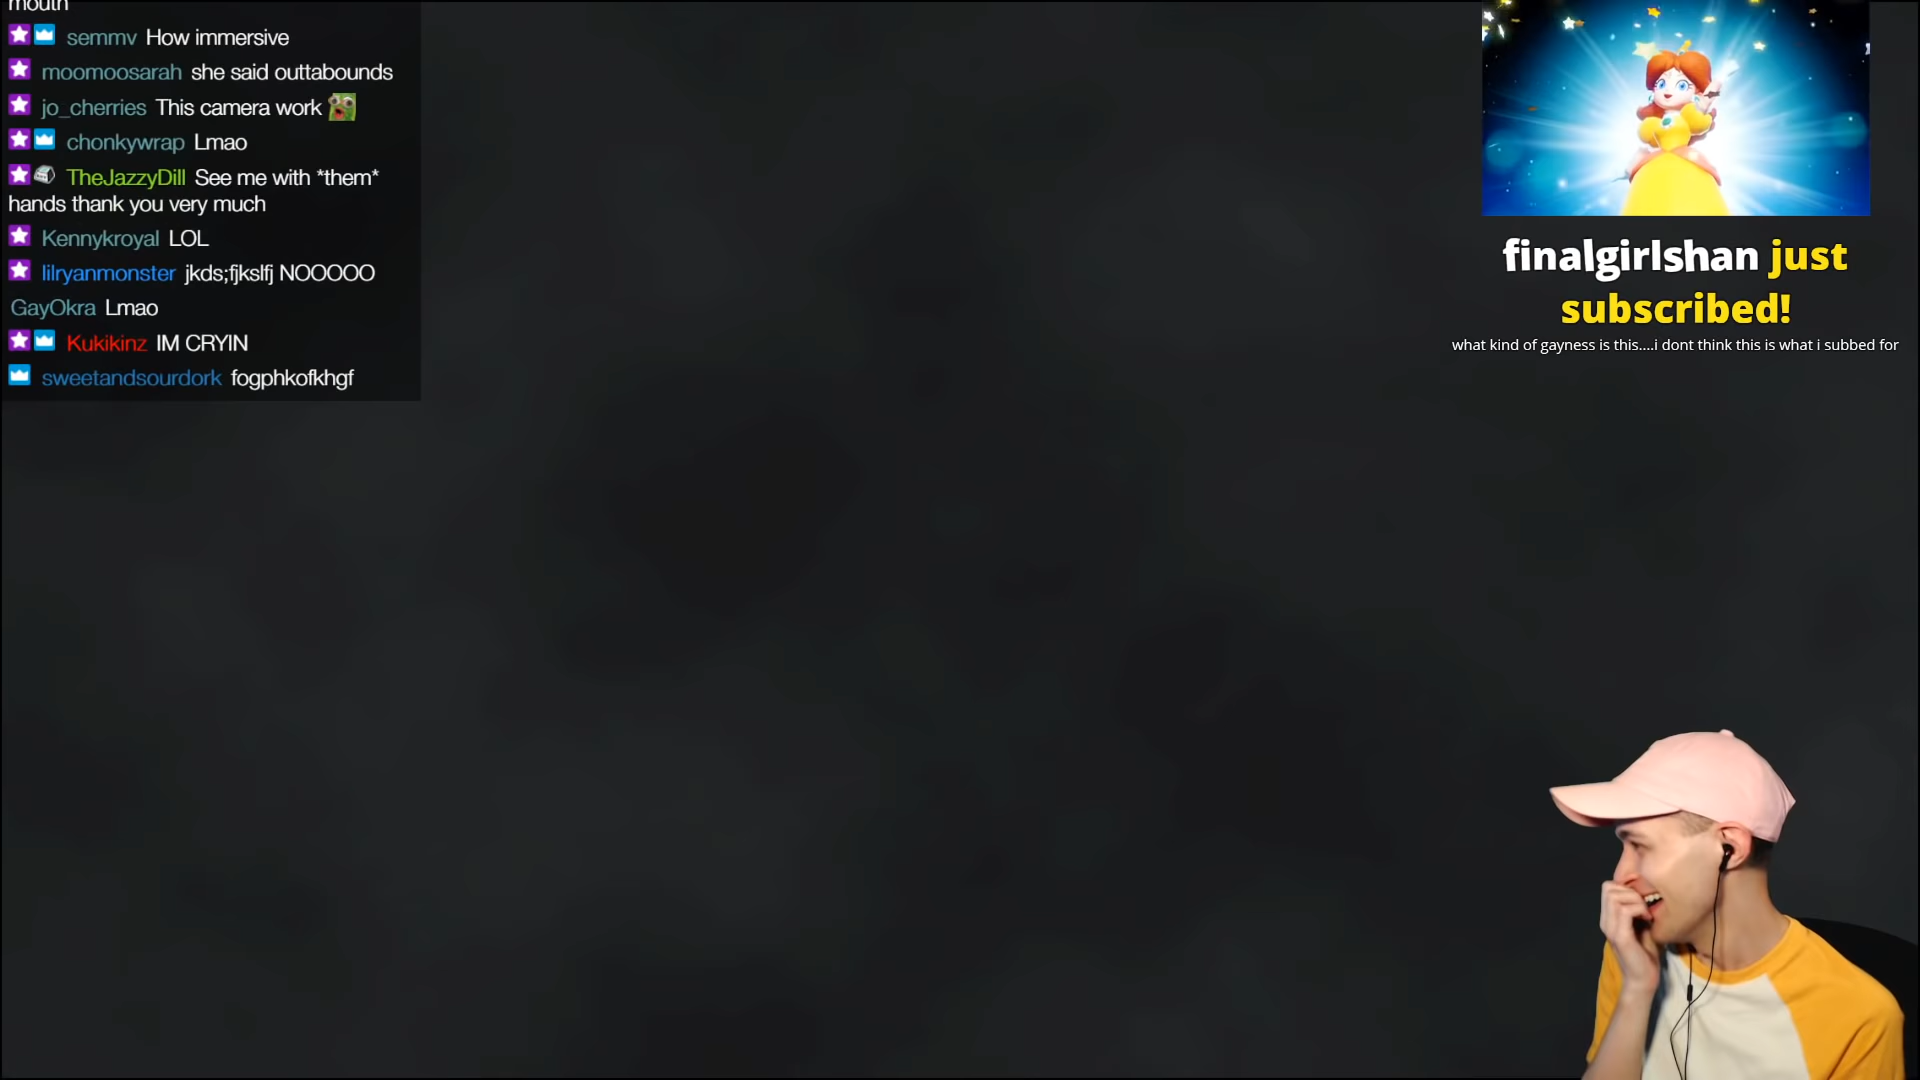 mouth
semmv How immersive
moomoosarah she said outtabounds
jo_cherries This camera work
chonkywrap Lmao
TheJazzyDill See me with *them*
hands thank you very much
Kennykroyal LOL
lilryanmonster jkds;fjkslfj NOOOOO
GayOkra Lmao
Kukikinz IM CRYIN
sweetandsourdork fogphkofkhgf
finalgirlshan just
subscribed!
what kind of gayness is this....i dont think this is what i subbed for